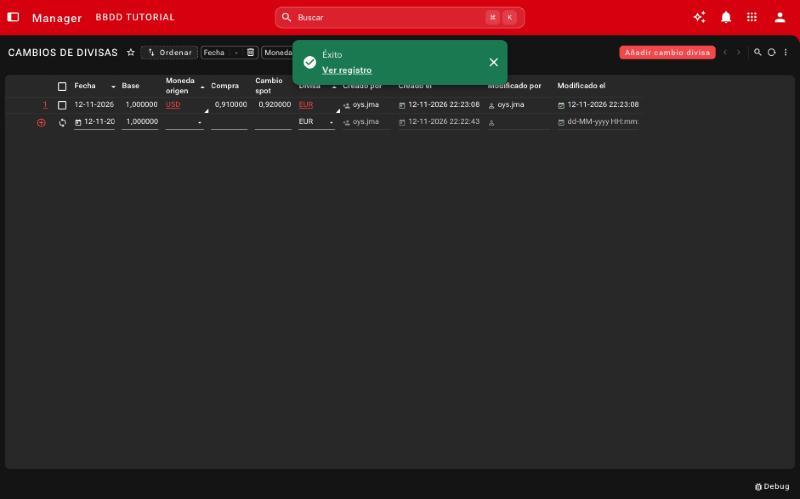 Manager
BBDD TUTORIAL
Buscar
⌘ K
CAMBIOS DE DIVISAS
Ordenar
Fecha
Moneda
Éxito
Ver registro
Añadir cambio divisa
Fecha Base Moneda origen Compra Cambio spot Divisa Creado por Creado el Modificado por Modificado el
1 12-11-2026 1,000000 USD 0,910000 0,920000 EUR oys.jma 12-11-2026 22:23:08 oys.jma 12-11-2026 22:23:08
12-11-20 1,000000 EUR oys.jma 12-11-2026 22:22:43 dd-MM-yyyy HH:mm:
Debug